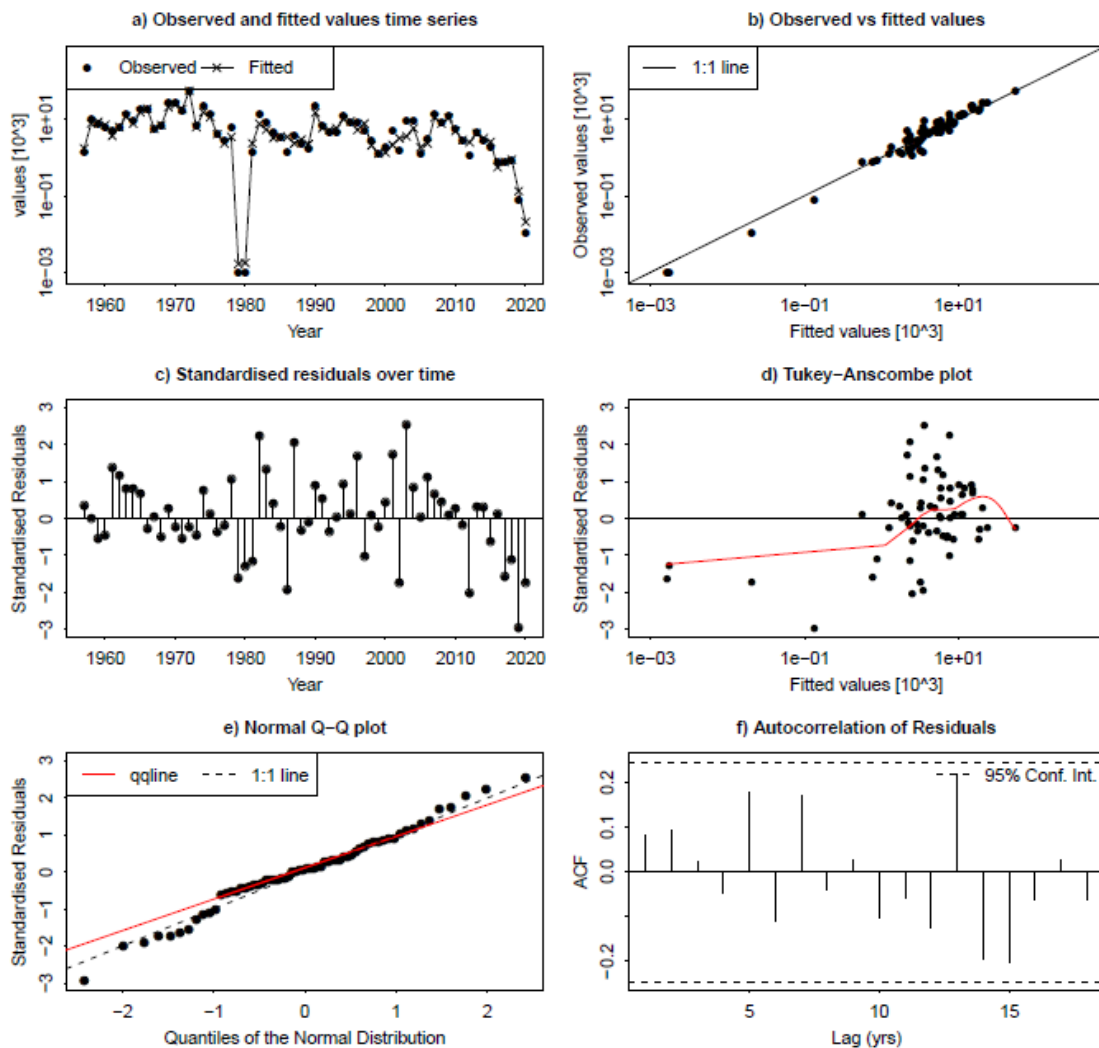 a) Observed and fitted values time series
Observed Fitted
values [10^3]
1e-03 1e-01 1e+01
1960 1970 1980 1990 2000 2010 2020
Year
b) Observed vs fitted values
1:1 line
Observed values [10^3]
1e-03 1e-01 1e+01
1e-03 1e-01 1e+01
Fitted values [10^3]
c) Standardised residuals over time
Standardised Residuals
3
2
1
0
−1
−2
−3
1960 1970 1980 1990 2000 2010 2020
Year
d) Tukey−Anscombe plot
Standardised Residuals
3
2
1
0
−1
−2
−3
1e−03 1e−01 1e+01
Fitted values [10^3]
e) Normal Q−Q plot
qqline 1:1 line
Standardised Residuals
3
2
1
0
−1
−2
−3
−2 −1 0 1 2
Quantiles of the Normal Distribution
f) Autocorrelation of Residuals
95% Conf. Int.
ACF
−0.2 0.0 0.1 0.2
5 10 15
Lag (yrs)